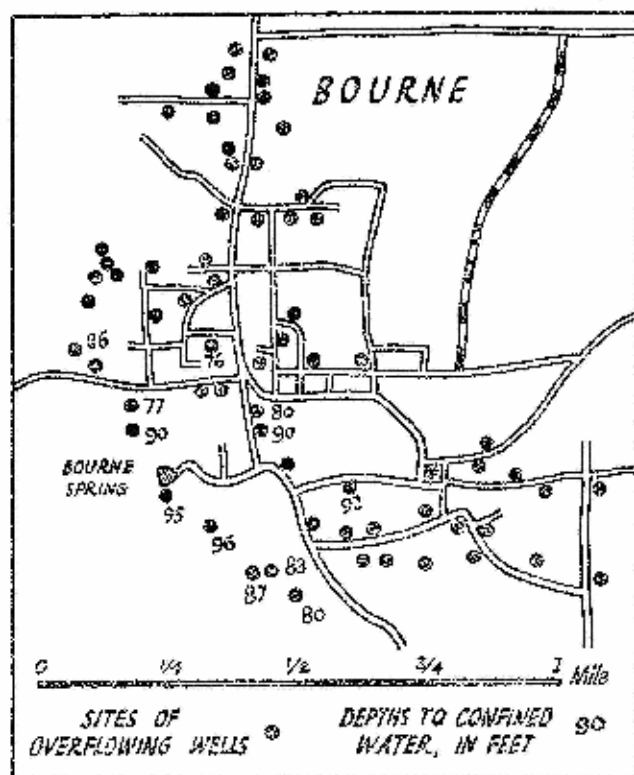 BOURNE
86
76
77
90
80
90
BOURNE
SPRING
95
92
96
87
83
80
0 1/4 1/2 3/4 1 Mile
SITES OF
OVERFLOWING WELLS
DEPTHS TO CONFINED
WATER, IN FEET
90